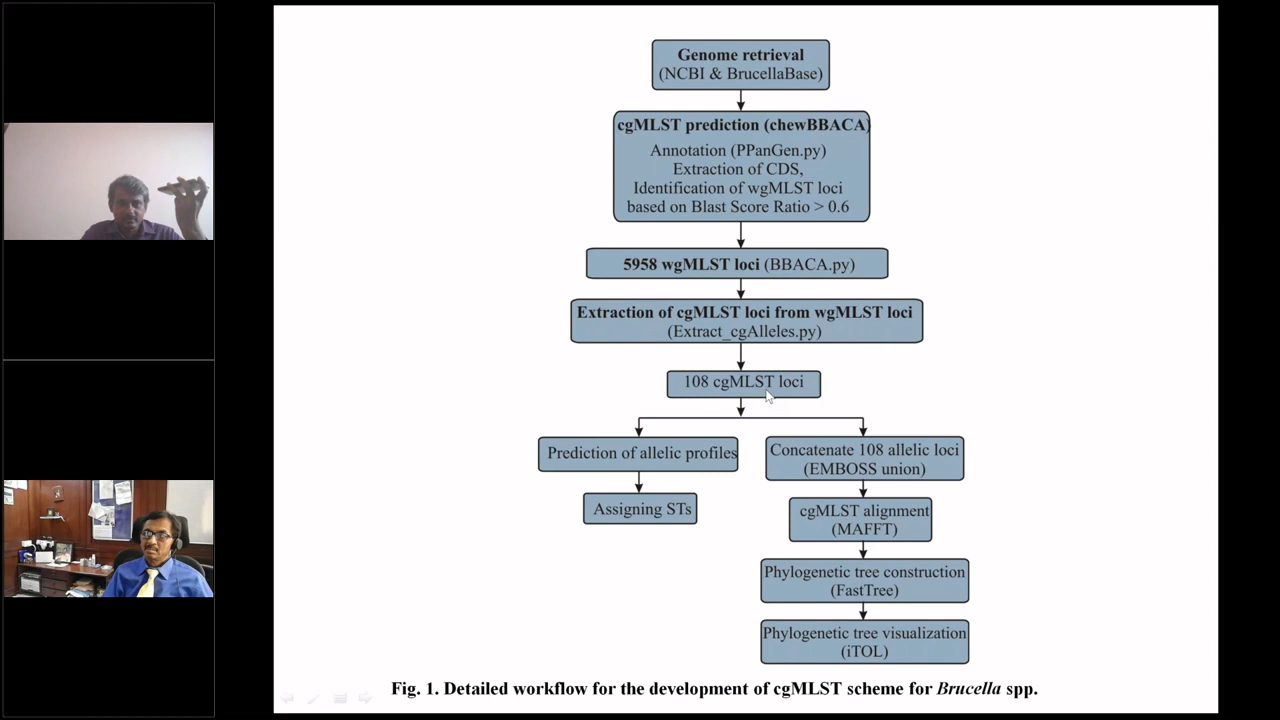 Genome retrieval
(NCBI & BrucellaBase)
cgMLST prediction (chewBBACA)
Annotation (PPanGen.py)
Extraction of CDS,
Identification of wgMLST loci
based on Blast Score Ratio > 0.6
5958 wgMLST loci (BBACA.py)
Extraction of cgMLST loci from wgMLST loci
(Extract_cgAlleles.py)
108 cgMLST loci
Prediction of allelic profiles
Assigning STs
Concatenate 108 allelic loci
(EMBOSS union)
cgMLST alignment
(MAFFT)
Phylogenetic tree construction
(FastTree)
Phylogenetic tree visualization
(iTOL)
Fig. 1. Detailed workflow for the development of cgMLST scheme for Brucella spp.